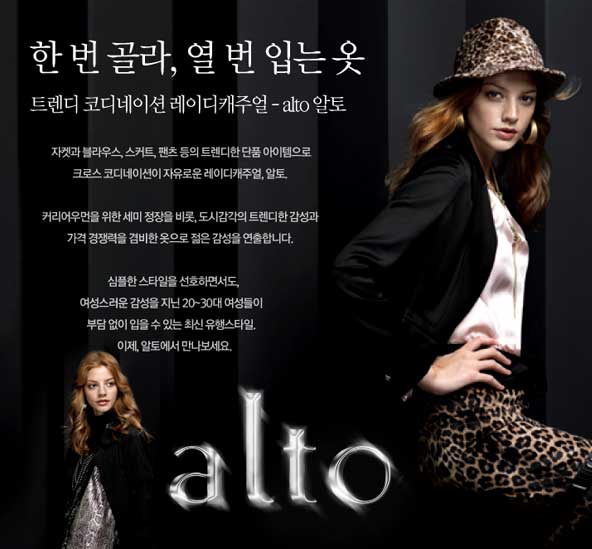 한 번 골라, 열 번 입는 옷
트렌디 코디네이션 레이디캐주얼 - alto 알토
자켓과 블라우스, 스커트, 팬츠 등의 트렌디한 단품 아이템으로
크로스 코디네이션이 자유로운 레이디캐주얼, 알토.
커리어우먼을 위한 세미 정장을 비롯, 도시감각의 트렌디한 감성과
가격 경쟁력을 겸비한 옷으로 젊은 감성을 연출합니다.
심플한 스타일을 선호하면서도,
여성스러운 감성을 지닌 20~30대 여성들이
부담 없이 입을 수 있는 최신 유행스타일.
이제, 알토에서 만나보세요.
alto